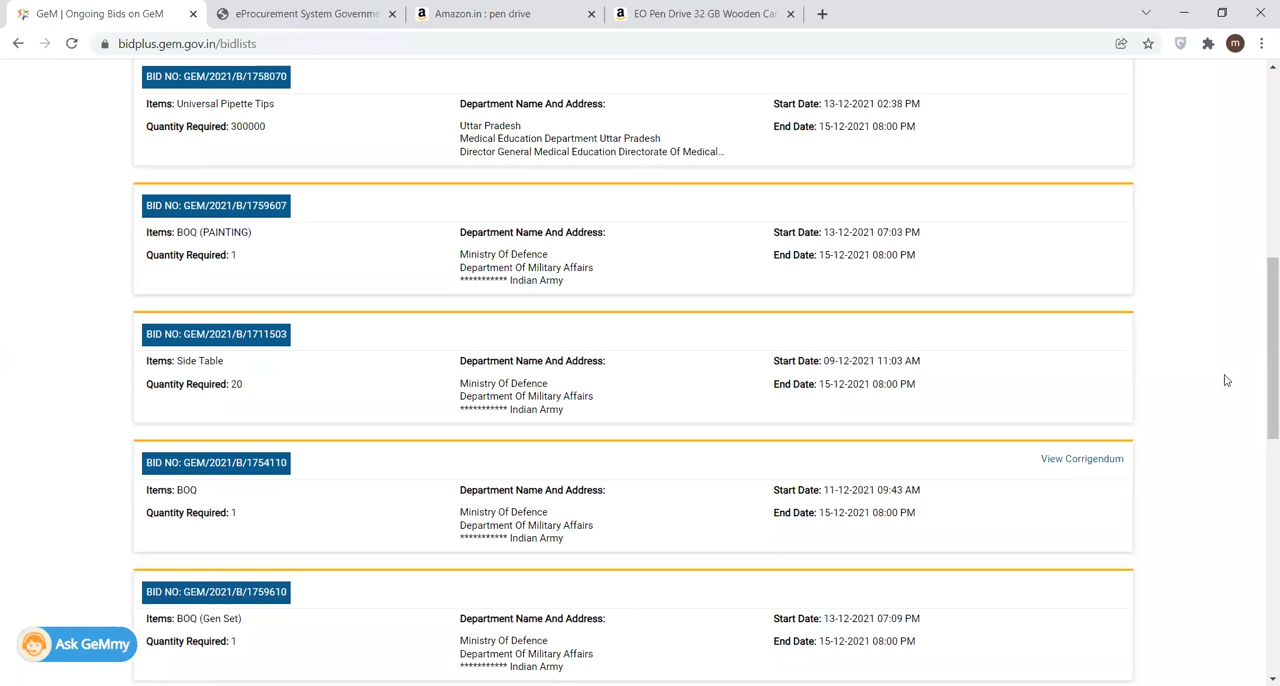 GeM | Ongoing Bids on GeM
eProcurement System Governme
Amazon.in : pen drive
EO Pen Drive 32 GB Wooden Car
bidplus.gem.gov.in/bidlists
m
BID NO: GEM/2021/B/1758070
Items: Universal Pipette Tips
Quantity Required: 300000
Department Name And Address:
Uttar Pradesh
Medical Education Department Uttar Pradesh
Director General Medical Education Directorate Of Medical...
Start Date: 13-12-2021 02:38 PM
End Date: 15-12-2021 08:00 PM
BID NO: GEM/2021/B/1759607
Items: BOQ (PAINTING)
Quantity Required: 1
Department Name And Address:
Ministry Of Defence
Department Of Military Affairs
*********** Indian Army
Start Date: 13-12-2021 07:03 PM
End Date: 15-12-2021 08:00 PM
BID NO: GEM/2021/B/1711503
Items: Side Table
Quantity Required: 20
Department Name And Address:
Ministry Of Defence
Department Of Military Affairs
*********** Indian Army
Start Date: 09-12-2021 11:03 AM
End Date: 15-12-2021 08:00 PM
BID NO: GEM/2021/B/1754110
View Corrigendum
Items: BOQ
Quantity Required: 1
Department Name And Address:
Ministry Of Defence
Department Of Military Affairs
*********** Indian Army
Start Date: 11-12-2021 09:43 AM
End Date: 15-12-2021 08:00 PM
BID NO: GEM/2021/B/1759610
Items: BOQ (Gen Set)
Quantity Required: 1
Department Name And Address:
Ministry Of Defence
Department Of Military Affairs
*********** Indian Army
Start Date: 13-12-2021 07:09 PM
End Date: 15-12-2021 08:00 PM
Ask GeMmy